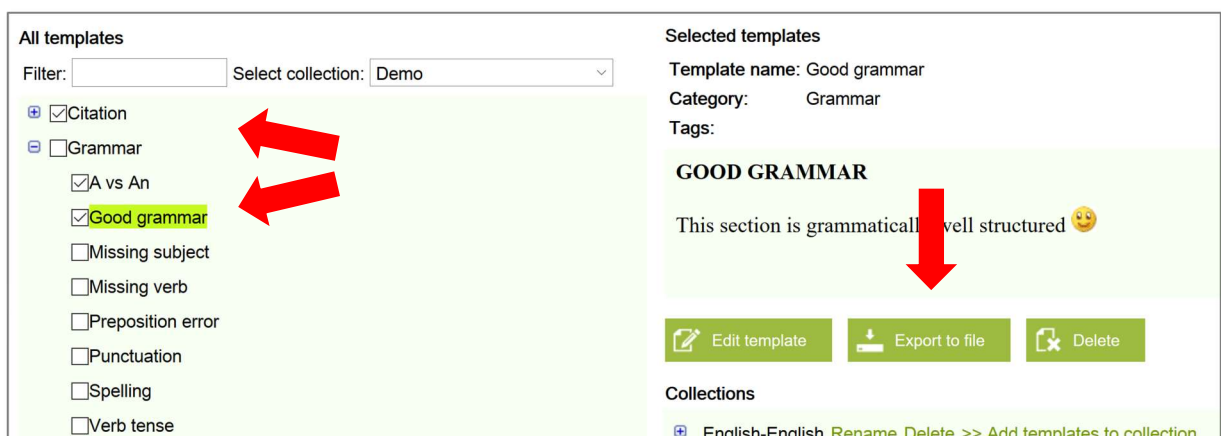 All templates
Filter: Select collection: Demo
Citation
Grammar
A vs An
Good grammar
Missing subject
Missing verb
Preposition error
Punctuation
Spelling
Verb tense
Selected templates
Template name: Good grammar
Category: Grammar
Tags:
GOOD GRAMMAR
This section is grammatically well structured
Edit template Export to file Delete
Collections
English-English Rename Delete >> Add templates to collection